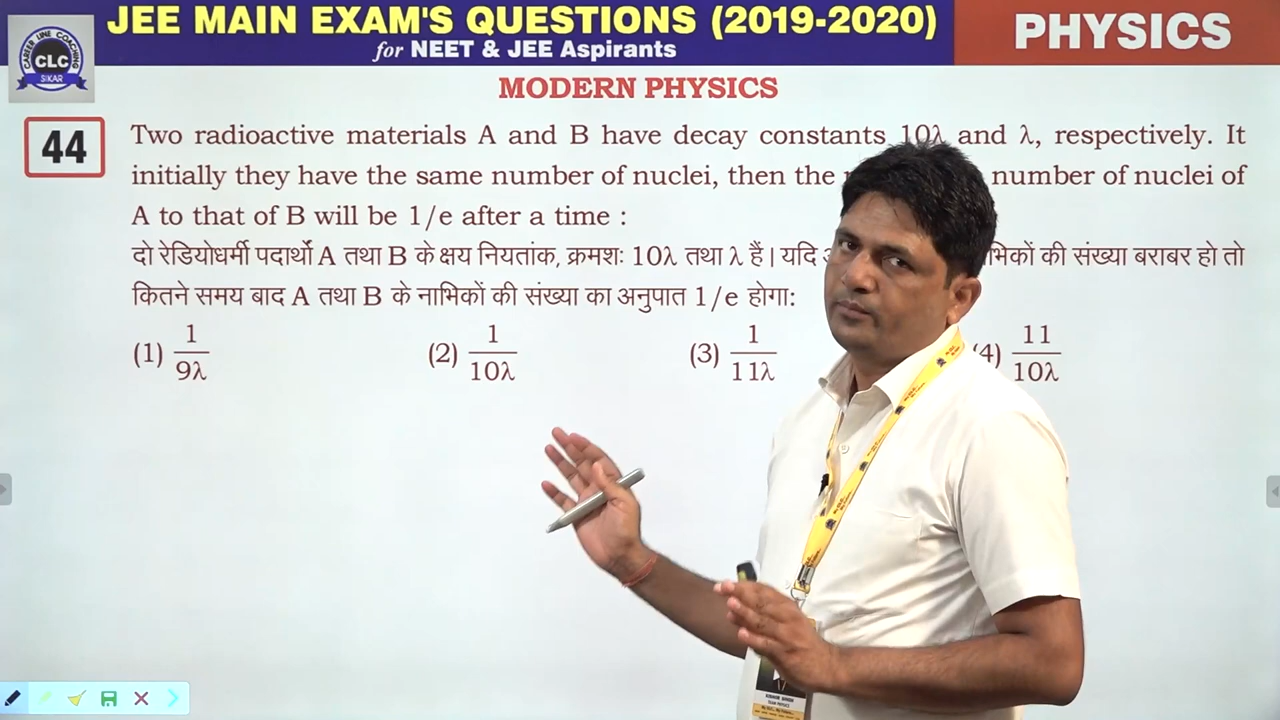 JEE MAIN EXAM'S QUESTIONS (2019-2020)
for NEET & JEE Aspirants
PHYSICS
CAREER LINE COACHING
CLC
SIKAR
MODERN PHYSICS
44
Two radioactive materials A and B have decay constants 10λ and λ, respectively. It
initially they have the same number of nuclei, then the number of nuclei of
A to that of B will be 1/e after a time :
दो रेडियोधर्मी पदार्थों A तथा B के क्षय नियतांक, क्रमशः 10λ तथा λ हैं | यदि की संख्या बराबर हो तो
कितने समय बाद A तथा B के नाभिकों की संख्या का अनुपात 1/e होगा:
(1) 1/9λ (2) 1/10λ (3) 1/11λ (4) 11/10λ